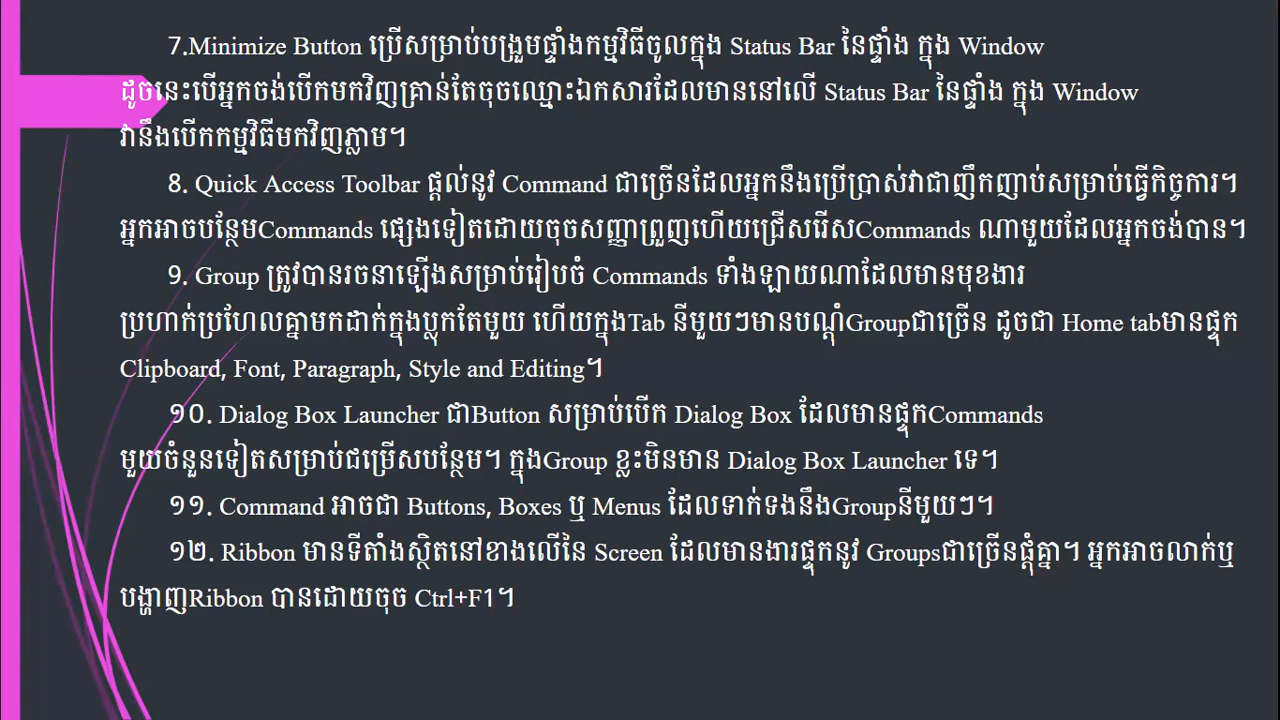 7.Minimize Button ប្រើសម្រាប់បង្រួមផ្ទាំងកម្មវិធីចូលក្នុង Status Bar នៃផ្ទាំង ក្នុង Window
ដូចនេះបើអ្នកចង់បើកមកវិញគ្រាន់តែចុចឈ្មោះឯកសារដែលមាននៅលើ Status Bar នៃផ្ទាំង ក្នុង Window
វានឹងបើកកម្មវិធីមកវិញភ្លាម។
8. Quick Access Toolbar ផ្តល់នូវ Command ជាច្រើនដែលអ្នកនឹងប្រើប្រាស់វាជាញឹកញាប់សម្រាប់ធ្វើកិច្ចការ។
អ្នកអាចបន្ថែមCommands ផ្សេងទៀតដោយចុចសញ្ញាព្រួញហើយជ្រើសរើសCommands ណាមួយដែលអ្នកចង់បាន។
9. Group ត្រូវបានរចនាឡើងសម្រាប់រៀបចំ Commands ទាំងឡាយណាដែលមានមុខងារ
ប្រហាក់ប្រហែលគ្នាមកដាក់ក្នុងប្លុកតែមួយ ហើយក្នុងTab នីមួយៗមានបណ្តុំGroupជាច្រើន ដូចជា Home tabមានផ្ទុក
Clipboard, Font, Paragraph, Style and Editing។
១០. Dialog Box Launcher ជាButton សម្រាប់បើក Dialog Box ដែលមានផ្ទុកCommands
មួយចំនួនទៀតសម្រាប់ជម្រើសបន្ថែម។ ក្នុងGroup ខ្លះមិនមាន Dialog Box Launcher ទេ។
១១. Command អាចជា Buttons, Boxes ឬ Menus ដែលទាក់ទងនឹងGroupនីមួយៗ។
១២. Ribbon មានទីតាំងស្ថិតនៅខាងលើនៃ Screen ដែលមានងារផ្ទុកនូវ Groupsជាច្រើនផ្តុំគ្នា។ អ្នកអាចលាក់ឬ
បង្ហាញRibbon បានដោយចុច Ctrl+F1។